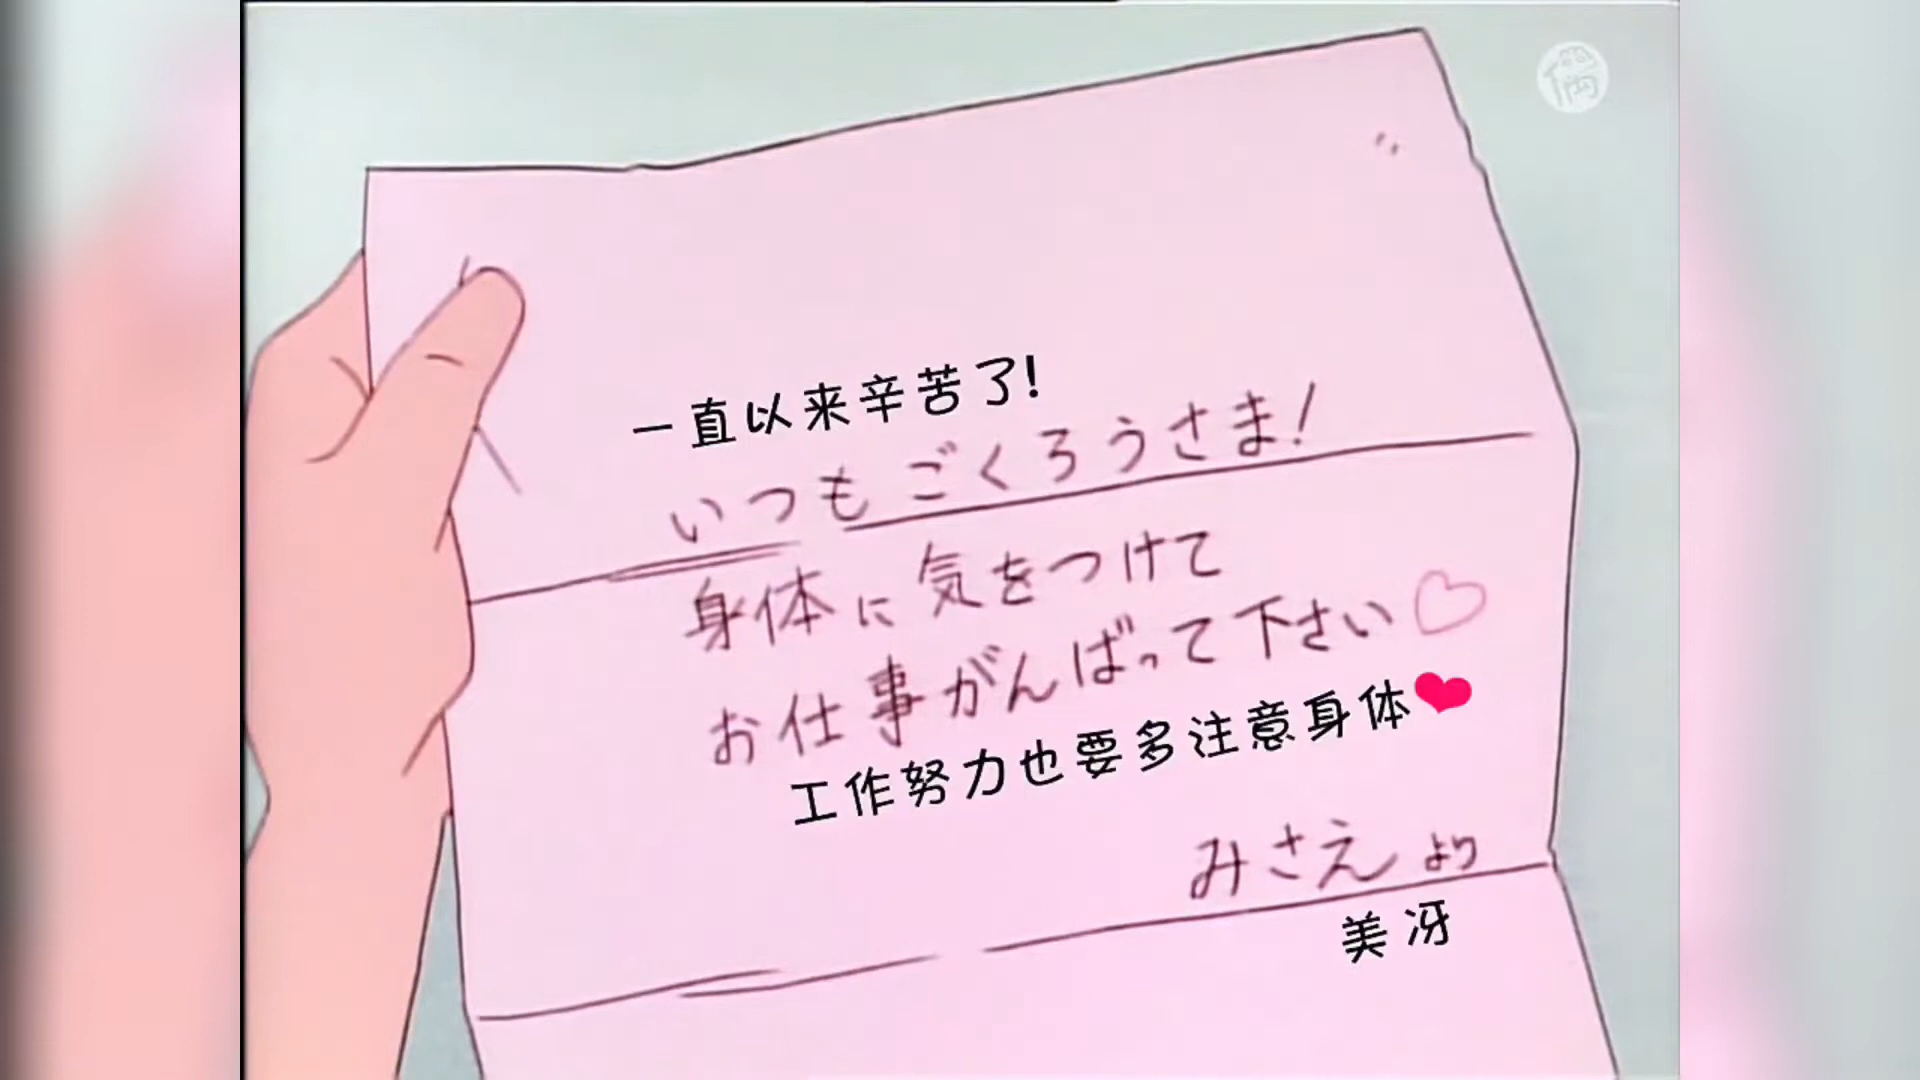 㒼
一直以来辛苦了!
いつもごくろうさま!
身体に気をつけて
お仕事がんばって下さい♡
工作努力也要多注意身体❤
みさえより
美冴